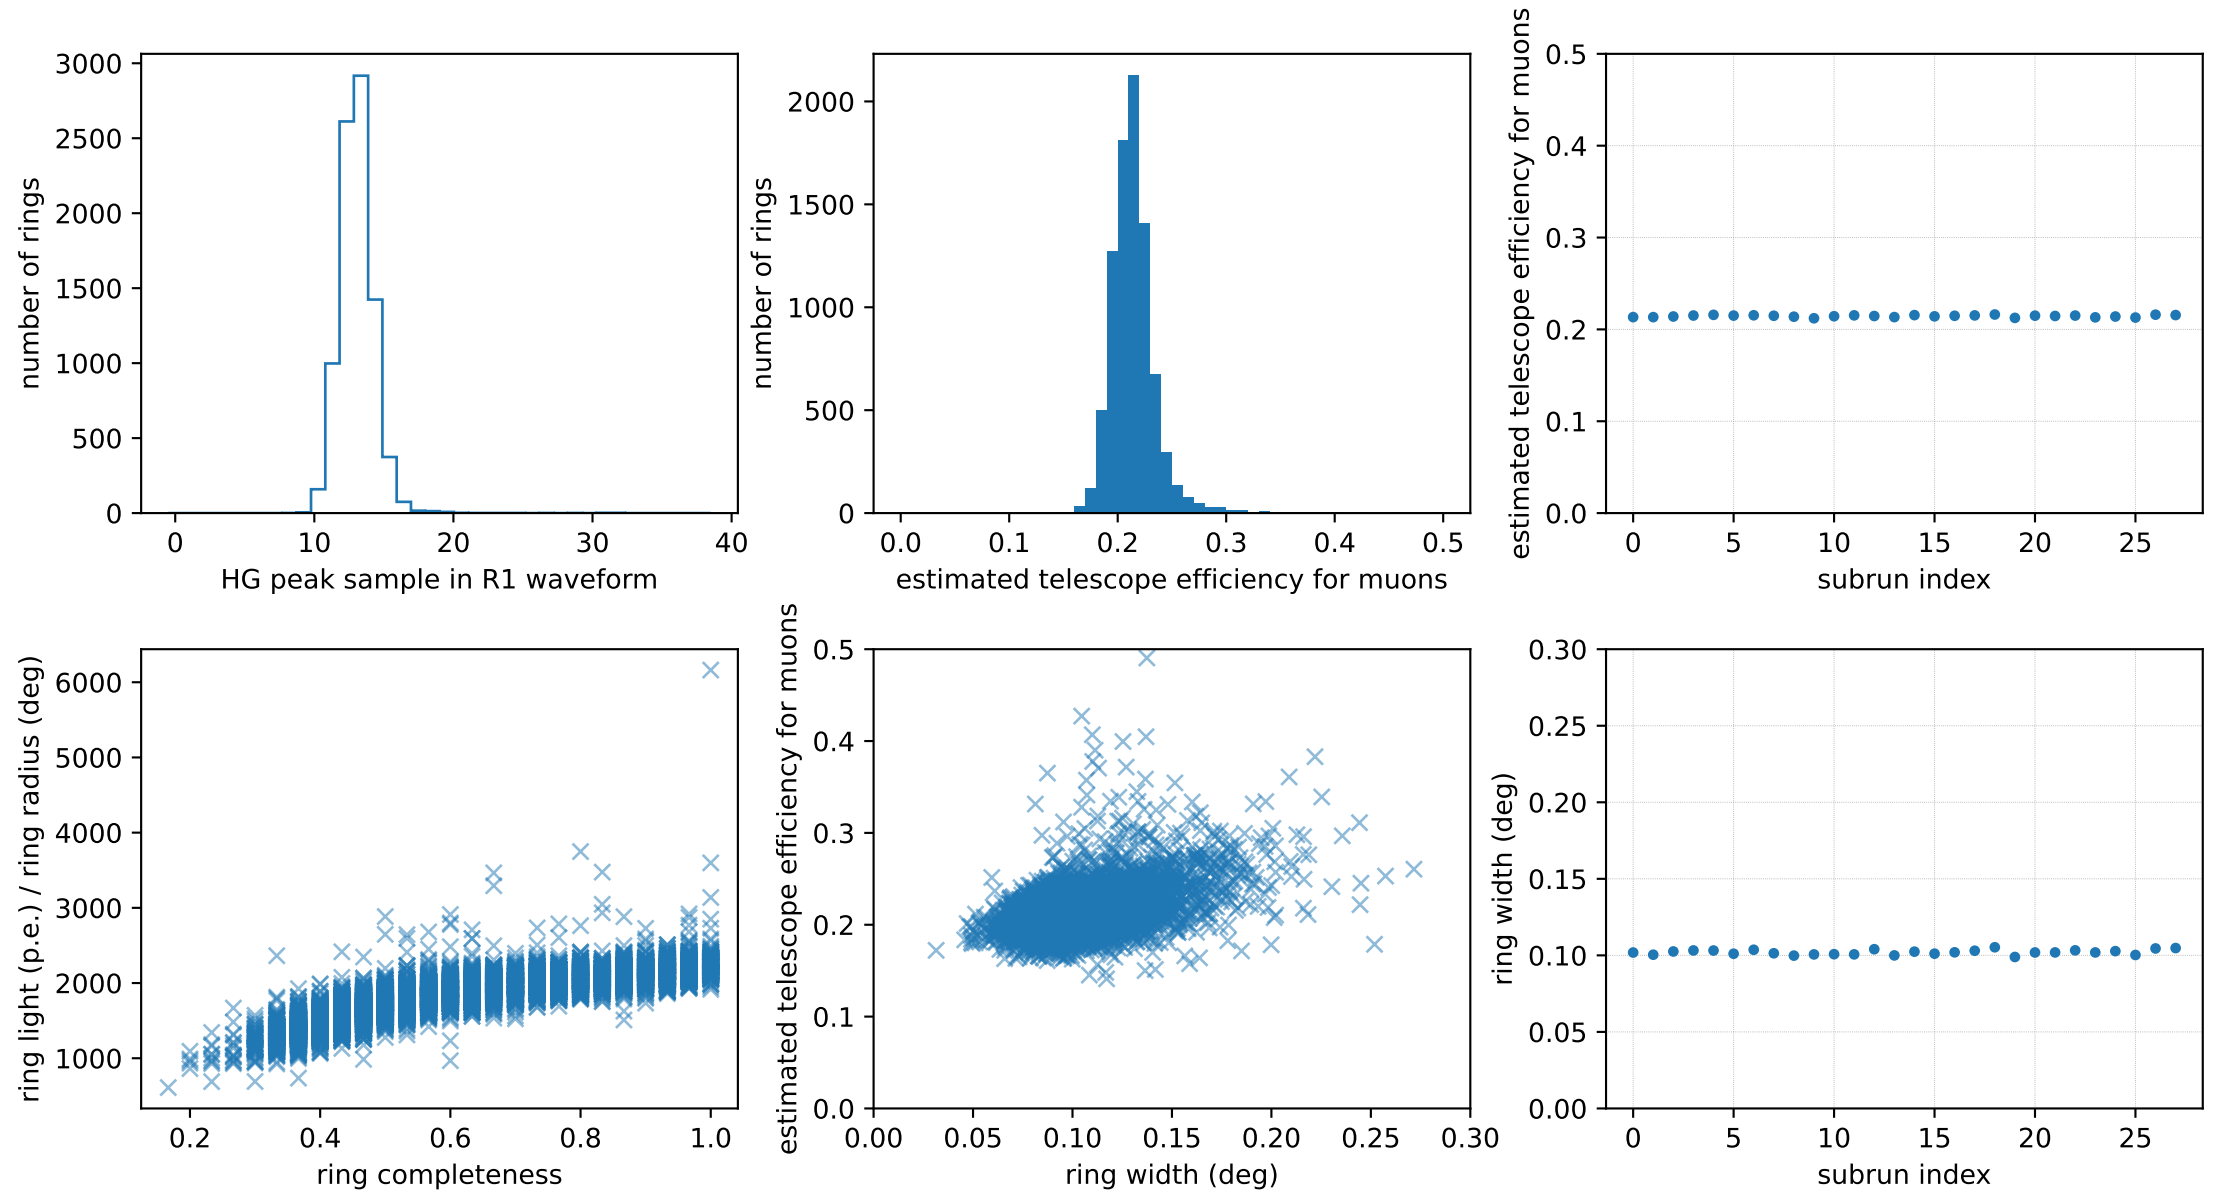 number of rings
3000
2500
2000
1500
1000
500
0
0 10 20 30 40
HG peak sample in R1 waveform
number of rings
2000
1500
1000
500
0
0.0 0.1 0.2 0.3 0.4 0.5
estimated telescope efficiency for muons
estimated telescope efficiency for muons
0.5
0.4
0.3
0.2
0.1
0.0
0 5 10 15 20 25
subrun index
ring light (p.e.) / ring radius (deg)
6000
5000
4000
3000
2000
1000
0.2 0.4 0.6 0.8 1.0
ring completeness
estimated telescope efficiency for muons
0.5
0.4
0.3
0.2
0.1
0.0
0.00 0.05 0.10 0.15 0.20 0.25 0.30
ring width (deg)
ring width (deg)
0.30
0.25
0.20
0.15
0.10
0.05
0.00
0 5 10 15 20 25
subrun index